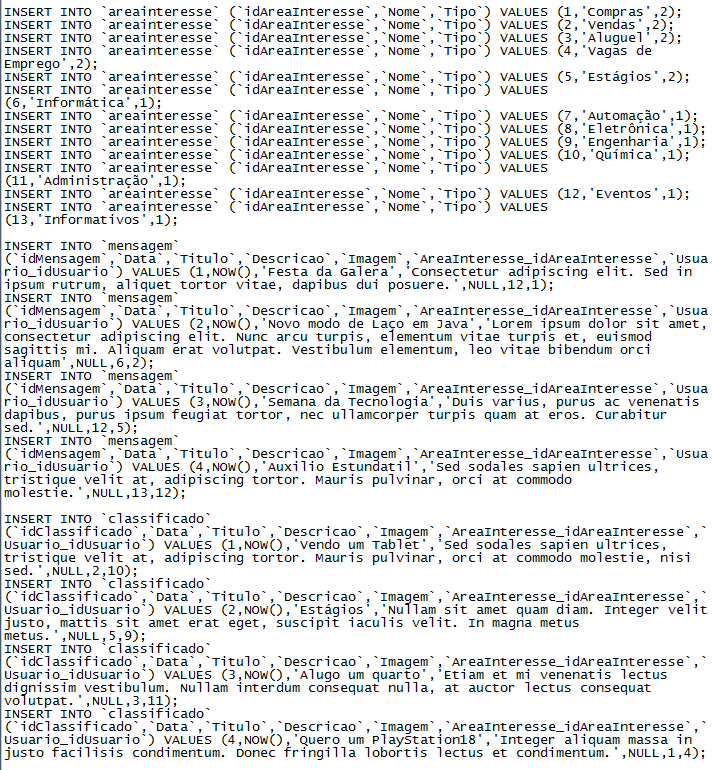 INSERT INTO `areainteresse` (`idAreaInteresse`,`Nome`,`Tipo`) VALUES (1,'Compras',2);
INSERT INTO `areainteresse` (`idAreaInteresse`,`Nome`,`Tipo`) VALUES (2,'Vendas',2);
INSERT INTO `areainteresse` (`idAreaInteresse`,`Nome`,`Tipo`) VALUES (3,'Aluguel',2);
INSERT INTO `areainteresse` (`idAreaInteresse`,`Nome`,`Tipo`) VALUES (4,'Vagas de
Emprego',2);
INSERT INTO `areainteresse` (`idAreaInteresse`,`Nome`,`Tipo`) VALUES (5,'Estágios',2);
INSERT INTO `areainteresse` (`idAreaInteresse`,`Nome`,`Tipo`) VALUES
(6,'Informática',1);
INSERT INTO `areainteresse` (`idAreaInteresse`,`Nome`,`Tipo`) VALUES (7,'Automação',1);
INSERT INTO `areainteresse` (`idAreaInteresse`,`Nome`,`Tipo`) VALUES (8,'Eletrônica',1);
INSERT INTO `areainteresse` (`idAreaInteresse`,`Nome`,`Tipo`) VALUES (9,'Engenharia',1);
INSERT INTO `areainteresse` (`idAreaInteresse`,`Nome`,`Tipo`) VALUES (10,'Química',1);
INSERT INTO `areainteresse` (`idAreaInteresse`,`Nome`,`Tipo`) VALUES
(11,'Administração',1);
INSERT INTO `areainteresse` (`idAreaInteresse`,`Nome`,`Tipo`) VALUES (12,'Eventos',1);
INSERT INTO `areainteresse` (`idAreaInteresse`,`Nome`,`Tipo`) VALUES
(13,'Informativos',1);
INSERT INTO `mensagem`
(`idMensagem`,`Data`,`Titulo`,`Descricao`,`Imagem`,`AreaInteresse_idAreaInteresse`,`Usua
rio_idUsuario`) VALUES (1,NOW(),'Festa da Galera','Consectetur adipiscing elit. Sed in
ipsum rutrum, aliquet tortor vitae, dapibus dui posuere.',NULL,12,1);
INSERT INTO `mensagem`
(`idMensagem`,`Data`,`Titulo`,`Descricao`,`Imagem`,`AreaInteresse_idAreaInteresse`,`Usua
rio_idUsuario`) VALUES (2,NOW(),'Novo modo de Laço em Java','Lorem ipsum dolor sit amet,
consectetur adipiscing elit. Nunc arcu turpis, elementum vitae turpis et, euismod
sagittis mi. Aliquam erat volutpat. Vestibulum elementum, leo vitae bibendum orci
aliquam',NULL,6,2);
INSERT INTO `mensagem`
(`idMensagem`,`Data`,`Titulo`,`Descricao`,`Imagem`,`AreaInteresse_idAreaInteresse`,`Usua
rio_idUsuario`) VALUES (3,NOW(),'Semana da Tecnologia','Duis varius, purus ac venenatis
dapibus, purus ipsum feugiat tortor, nec ullamcorper turpis quam at eros. Curabitur
sed.',NULL,12,5);
INSERT INTO `mensagem`
(`idMensagem`,`Data`,`Titulo`,`Descricao`,`Imagem`,`AreaInteresse_idAreaInteresse`,`Usua
rio_idUsuario`) VALUES (4,NOW(),'Auxilio Estundatil','Sed sodales sapien ultrices,
tristique velit at, adipiscing tortor. Mauris pulvinar, orci at commodo
molestie.',NULL,13,12);
INSERT INTO `classificado`
(`idClassificado`,`Data`,`Titulo`,`Descricao`,`Imagem`,`AreaInteresse_idAreaInteresse`,`
Usuario_idUsuario`) VALUES (1,NOW(),'Vendo um Tablet','Sed sodales sapien ultrices,
tristique velit at, adipiscing tortor. Mauris pulvinar, orci at commodo molestie, nisi
sed.',NULL,2,10);
INSERT INTO `classificado`
(`idClassificado`,`Data`,`Titulo`,`Descricao`,`Imagem`,`AreaInteresse_idAreaInteresse`,`
Usuario_idUsuario`) VALUES (2,NOW(),'Estágios','Nullam sit amet quam diam. Integer velit
justo, mattis sit amet erat eget, suscipit iaculis velit. In magna metus
metus.',NULL,5,9);
INSERT INTO `classificado`
(`idClassificado`,`Data`,`Titulo`,`Descricao`,`Imagem`,`AreaInteresse_idAreaInteresse`,`
Usuario_idUsuario`) VALUES (3,NOW(),'Alugo um quarto','Etiam et mi venenatis lectus
dignissim vestibulum. Nullam interdum consequat nulla, at auctor lectus consequat
volutpat.',NULL,3,11);
INSERT INTO `classificado`
(`idClassificado`,`Data`,`Titulo`,`Descricao`,`Imagem`,`AreaInteresse_idAreaInteresse`,`
Usuario_idUsuario`) VALUES (4,NOW(),'Quero um PlayStation18','Integer aliquam massa in
justo facilisis condimentum. Donec fringilla lobortis lectus et condimentum.',NULL,1,4);